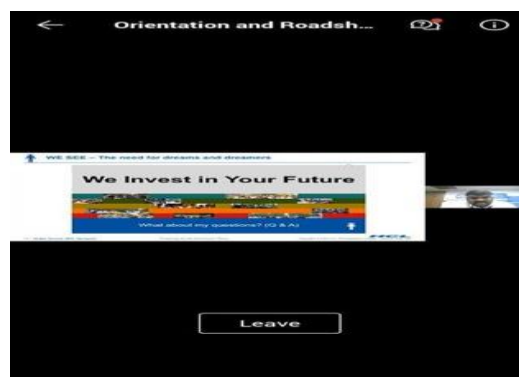 Orientation and Roadsh...
WE SEE – The need for dreams and dreamers
We Invest in Your Future
What about my questions? (Q & A)
HCL
Leave